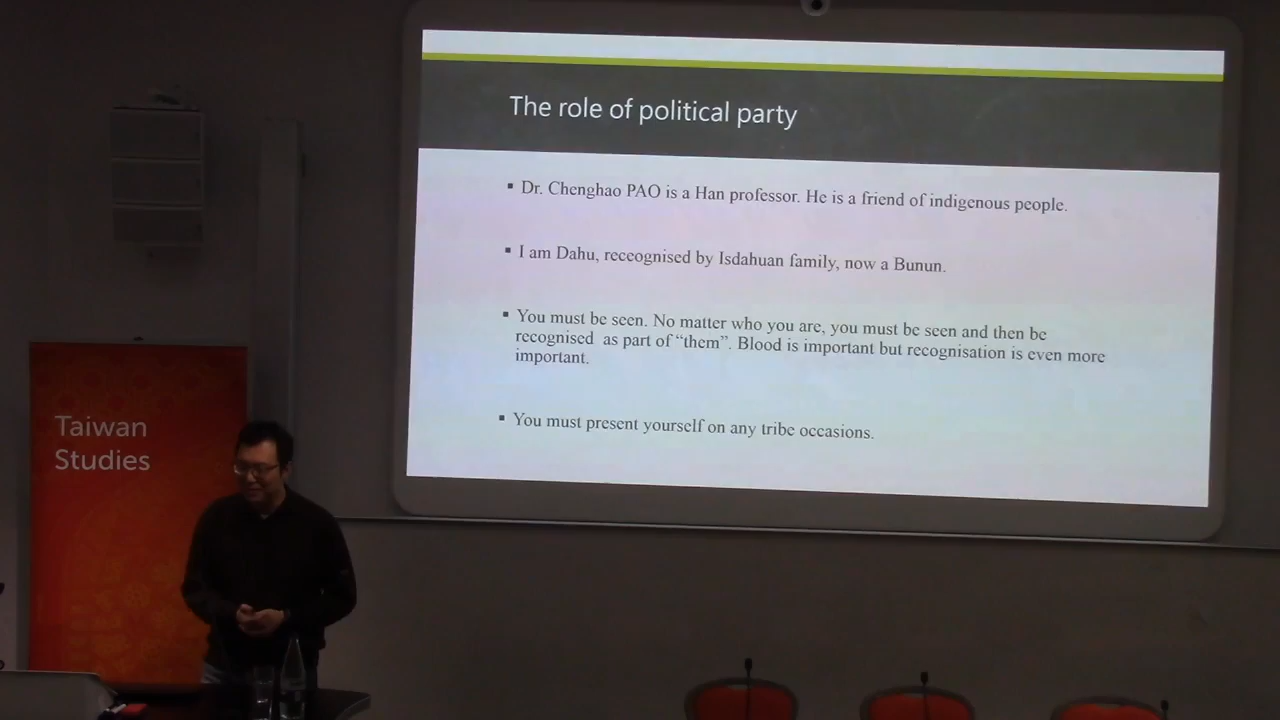 The role of political party
▪ Dr. Chenghao PAO is a Han professor. He is a friend of indigenous people.
▪ I am Dahu, receognised by Isdahuan family, now a Bunun.
▪ You must be seen. No matter who you are, you must be seen and then be
recognised as part of “them”. Blood is important but recognisation is even more
important.
▪ You must present yourself on any tribe occasions.
Taiwan
Studies